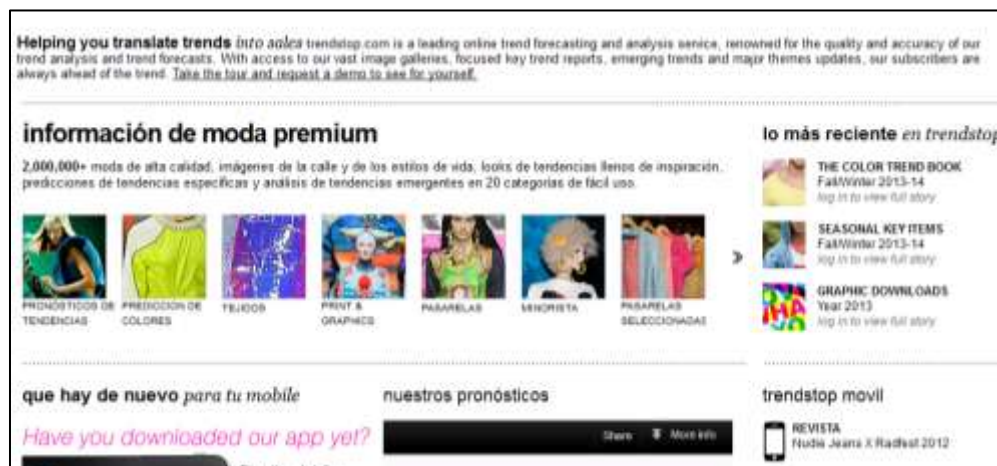 Helping you translate trends into sales trendstop.com is a leading online trend forecasting and analysis service, renowned for the quality and accuracy of our
trend analysis and trend forecasts. With access to our vast image galleries, focused key trend reports, emerging trends and major themes updates, our subscribers are
always ahead of the trend. Take the tour and request a demo to see for yourself.
información de moda premium
2,000,000+ moda de alta calidad, imágenes de la calle y de los estilos de vida, looks de tendencias llenos de inspiración,
predicciones de tendencias especificas y análisis de tendencias emergentes en 20 categorías de fácil uso.
PRONÓSTICOS DE
TENDENCIAS
PREDICCION DE
COLORES
TEJIDOS
PRINT &
GRAPHICS
PASARELAS
MINORISTA
PASARELAS
SELECCIONADAS
lo más reciente en trendstop
THE COLOR TREND BOOK
Fall/Winter 2013-14
log in to view full story
SEASONAL KEY ITEMS
Fall/Winter 2013-14
log in to view full story
GRAPHIC DOWNLOADS
Year 2013
log in to view full story
que hay de nuevo para tu mobile
Have you downloaded our app yet?
nuestros pronósticos
Share More info
trendstop movil
REVISTA
Nudie Jeans X Radfest 2012